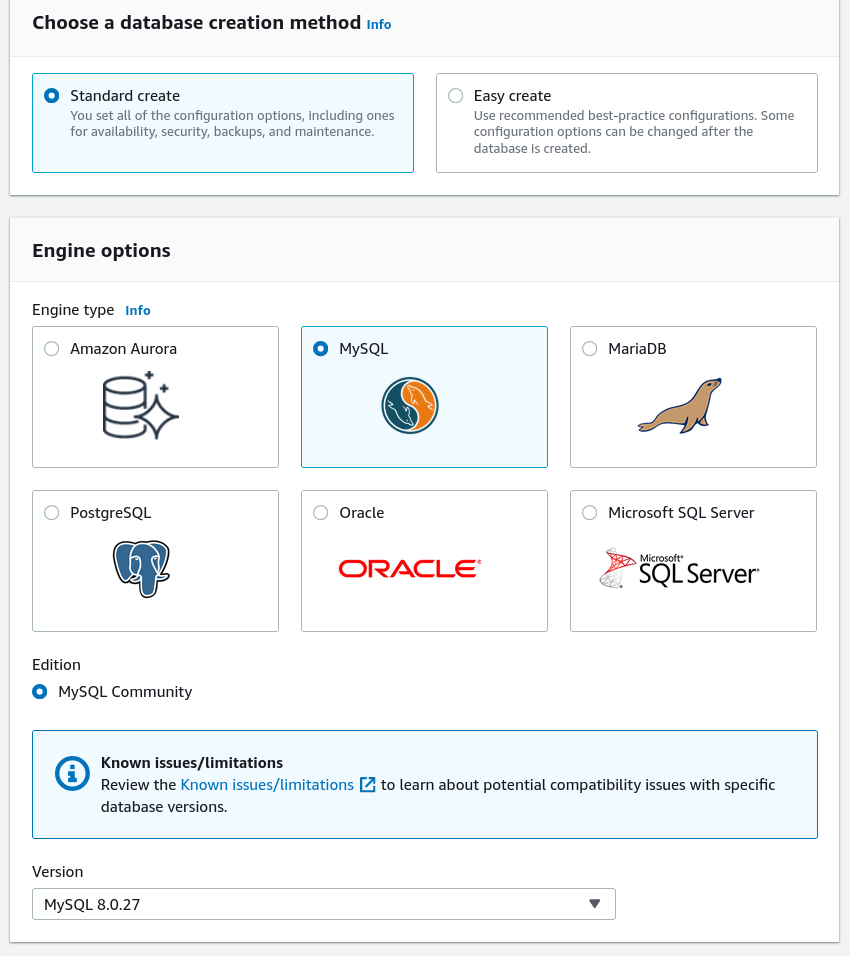 Choose a database creation method Info
Standard create
You set all of the configuration options, including ones
for availability, security, backups, and maintenance.
Easy create
Use recommended best-practice configurations. Some
configuration options can be changed after the
database is created.
Engine options
Engine type Info
Amazon Aurora
MySQL
MariaDB
PostgreSQL
Oracle
ORACLE®
Microsoft SQL Server
Microsoft®
SQL Server®
Edition
MySQL Community
Known issues/limitations
Review the Known issues/limitations to learn about potential compatibility issues with specific
database versions.
Version
MySQL 8.0.27